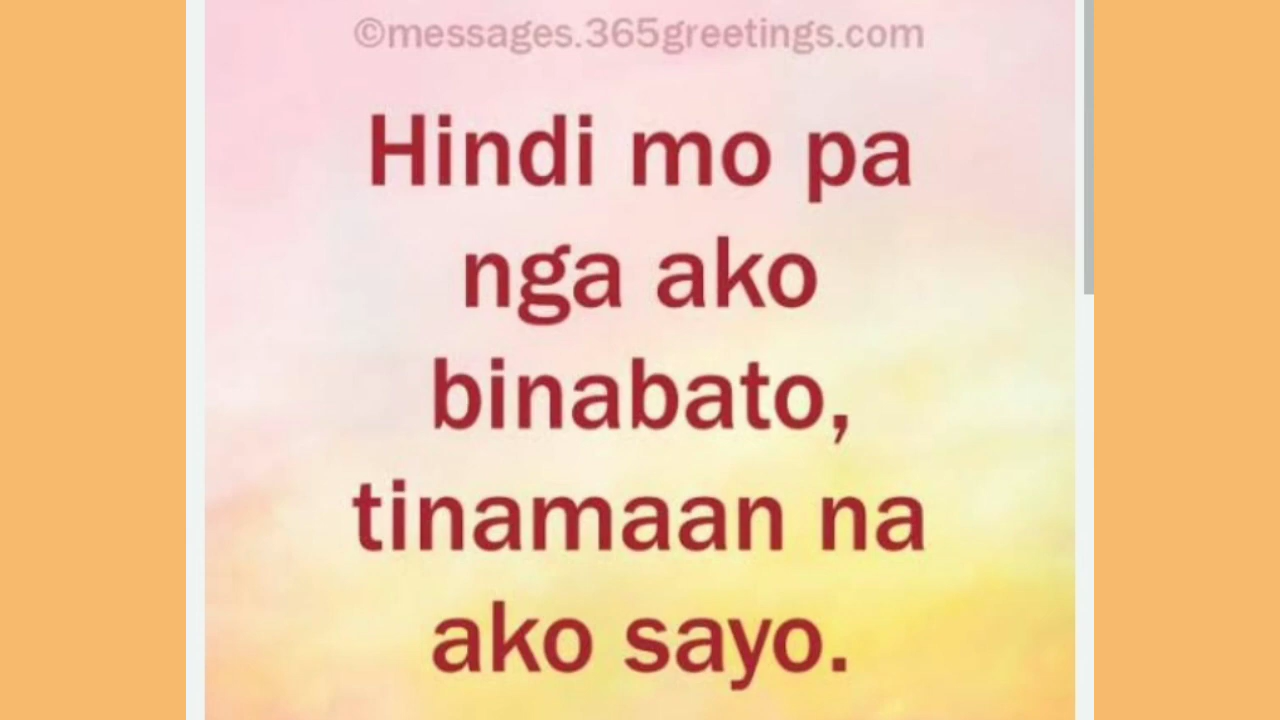 ©messages.365greetings.com
Hindi mo pa
nga ako
binabato,
tinamaan na
ako sayo.